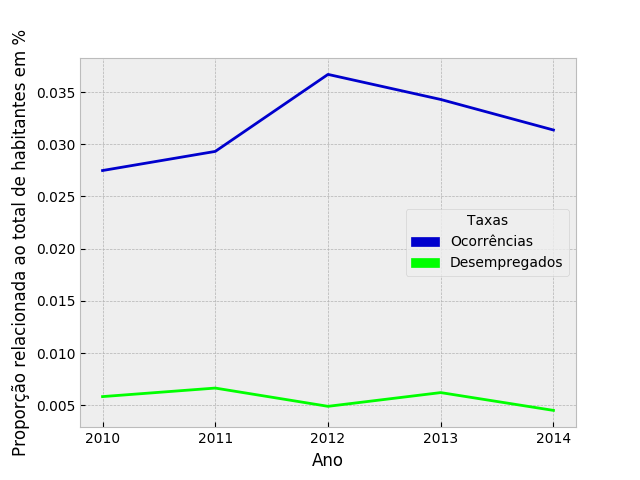 Proporção relacionada ao total de habitantes em %
0.035
0.030
0.025
0.020
0.015
0.010
0.005
Taxas
Ocorrências
Desempregados
2010 2011 2012 2013 2014
Ano